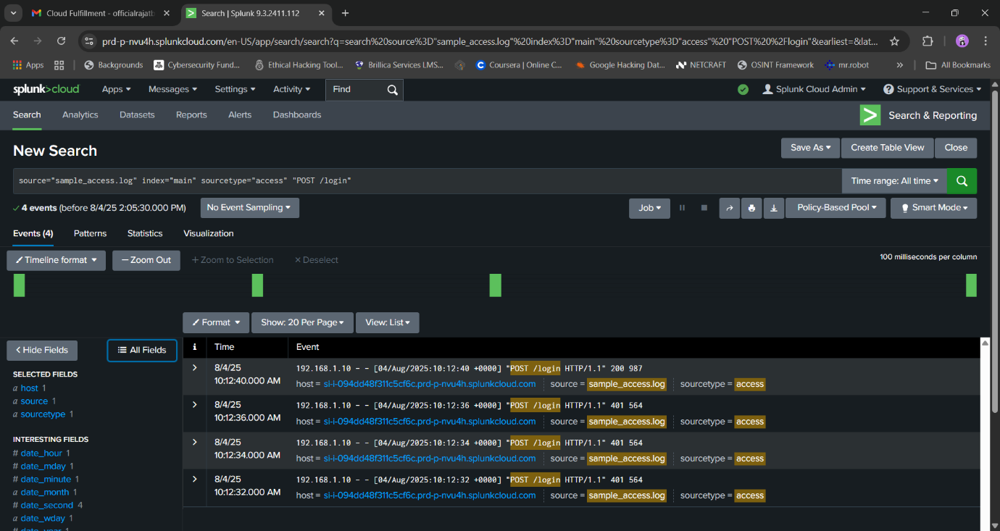 Cloud Fulfillment - officialrajatb
Search | Splunk 9.3.2411.112
prd-p-nvu4h.splunkcloud.com/en-US/app/search/search?q=search%20source%3D"sample_access.log"%20index%3D"main"%20sourcetype%3D"access"%20"POST%20%2Flogin"&earliest=&lat...
Apps Backgrounds Cybersecurity Fund... Ethical Hacking Tool... Brillica Services LMS... Coursera | Online C... Google Hacking Dat... NETCRAFT OSINT Framework mr.robot » All Bookmarks
splunk>cloud Apps Messages Settings Activity Find Splunk Cloud Admin Support & Services
Search Analytics Datasets Reports Alerts Dashboards Search & Reporting
New Search Save As Create Table View Close
source="sample_access.log" index="main" sourcetype="access" "POST /login" Time range: All time
4 events (before 8/4/25 2:05:30.000 PM) No Event Sampling Job Policy-Based Pool Smart Mode
Events (4) Patterns Statistics Visualization
Timeline format — Zoom Out + Zoom to Selection × Deselect 100 milliseconds per column
Format Show: 20 Per Page View: List
< Hide Fields All Fields
SELECTED FIELDS
a host 1
a source 1
a sourcetype 1
INTERESTING FIELDS
# date_hour 1
# date_mday 1
# date_minute 1
a date_month 1
# date_second 4
a date_wday 1
# date_year 1
i Time Event
8/4/25
10:12:40.000 AM
192.168.1.10 - - [04/Aug/2025:10:12:40 +0000] "POST /login HTTP/1.1" 200 987
host = si-i-094dd48f311c5cf6c.prd-p-nvu4h.splunkcloud.com source = sample_access.log sourcetype = access
8/4/25
10:12:36.000 AM
192.168.1.10 - - [04/Aug/2025:10:12:36 +0000] "POST /login HTTP/1.1" 401 564
host = si-i-094dd48f311c5cf6c.prd-p-nvu4h.splunkcloud.com source = sample_access.log sourcetype = access
8/4/25
10:12:34.000 AM
192.168.1.10 - - [04/Aug/2025:10:12:34 +0000] "POST /login HTTP/1.1" 401 564
host = si-i-094dd48f311c5cf6c.prd-p-nvu4h.splunkcloud.com source = sample_access.log sourcetype = access
8/4/25
10:12:32.000 AM
192.168.1.10 - - [04/Aug/2025:10:12:32 +0000] "POST /login HTTP/1.1" 401 564
host = si-i-094dd48f311c5cf6c.prd-p-nvu4h.splunkcloud.com source = sample_access.log sourcetype = access